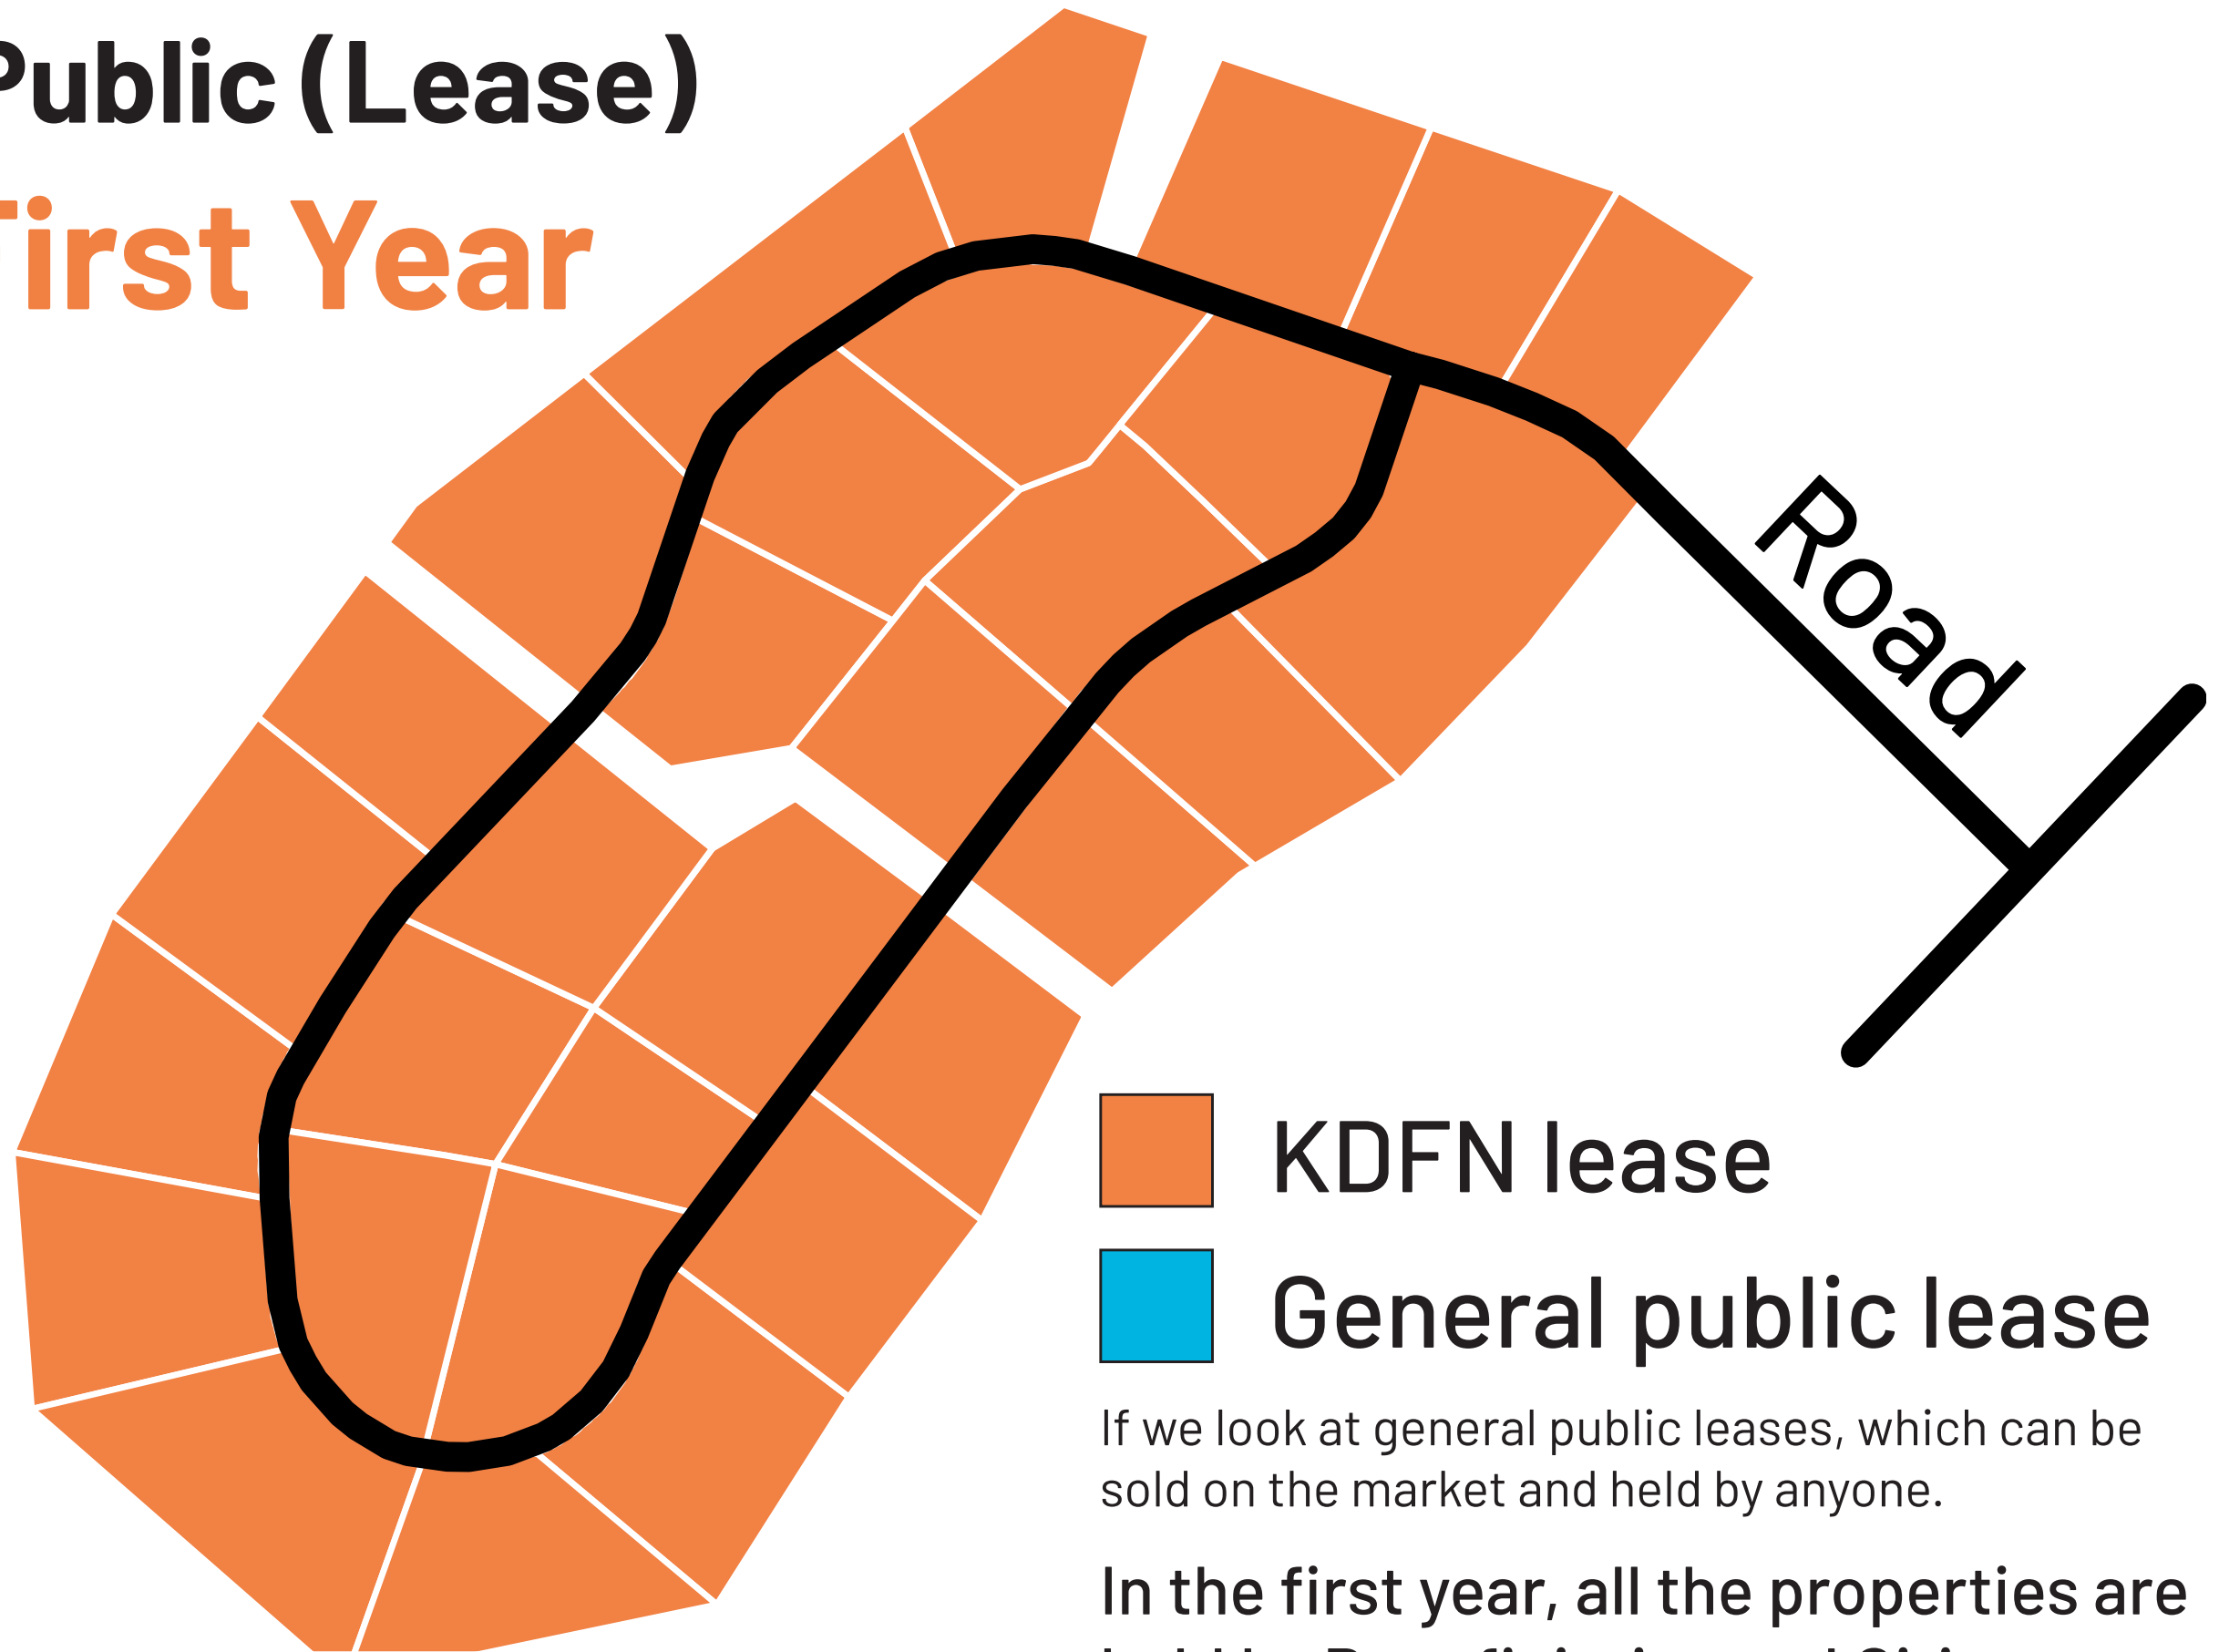 Public (Lease)
First Year
Road
KDFN lease
General public lease
If we look at general public leases, which can be
sold on the market and held by anyone.
In the first year, all the properties are